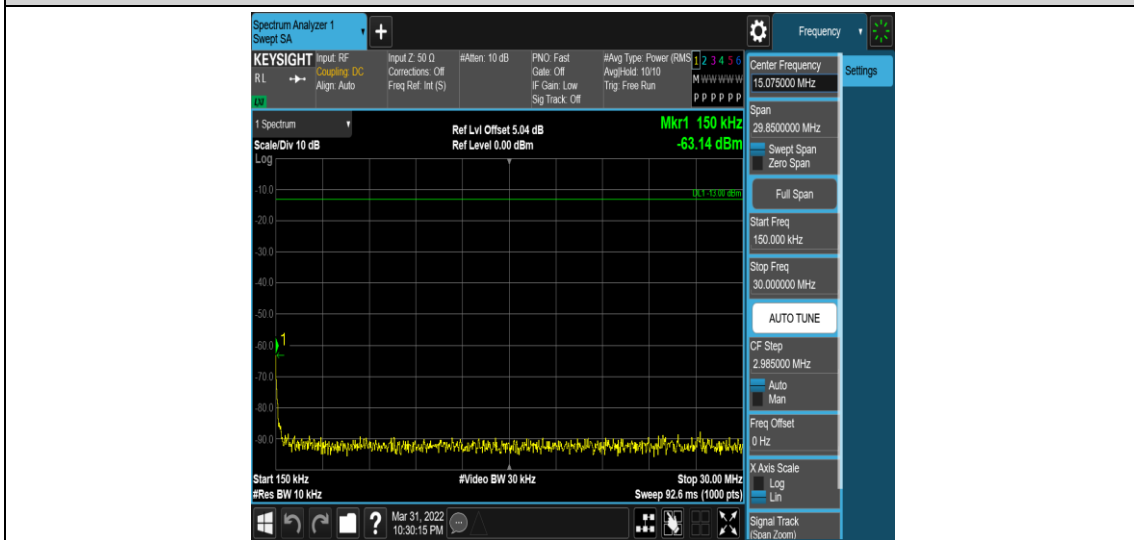 Spectrum Analyzer 1
Swept SA
+
Frequency
KEYSIGHT
RL
LXI
Input: RF
Coupling: DC
Align: Auto
Input Z: 50 Ω
Corrections: Off
Freq Ref: Int (S)
#Atten: 10 dB
PNO: Fast
Gate: Off
IF Gain: Low
Sig Track: Off
#Avg Type: Power (RMS
Avg|Hold: 10/10
Trig: Free Run
1 2 3 4 5 6
M W W W W W
P P P P P P
1 Spectrum
Scale/Div 10 dB
Log
Ref Lvl Offset 5.04 dB
Ref Level 0.00 dBm
Mkr1 150 kHz
-63.14 dBm
DL1 -13.00 dBm
-10.0
-20.0
-30.0
-40.0
-50.0
-60.0
1
-70.0
-80.0
-90.0
Start 150 kHz
#Res BW 10 kHz
#Video BW 30 kHz
Stop 30.00 MHz
Sweep 92.6 ms (1000 pts)
Center Frequency
15.075000 MHz
Settings
Span
29.8500000 MHz
Swept Span
Zero Span
Full Span
Start Freq
150.000 kHz
Stop Freq
30.000000 MHz
AUTO TUNE
CF Step
2.985000 MHz
Auto
Man
Freq Offset
0 Hz
X Axis Scale
Log
Lin
Signal Track
(Span Zoom)
?
Mar 31, 2022
10:30:15 PM